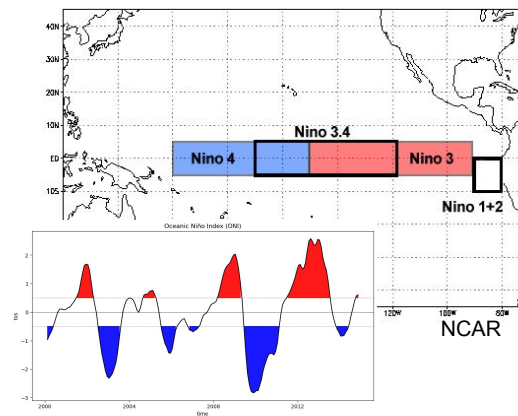 40N
30N
20N
10N
EQ
10S
Nino 3.4
Nino 4
Nino 3
Nino 1+2
120W
80W
NCAR
Oceanic Niño Index (ONI)
tos
2
1
0
−1
−2
−3
2000
2004
2008
2012
time